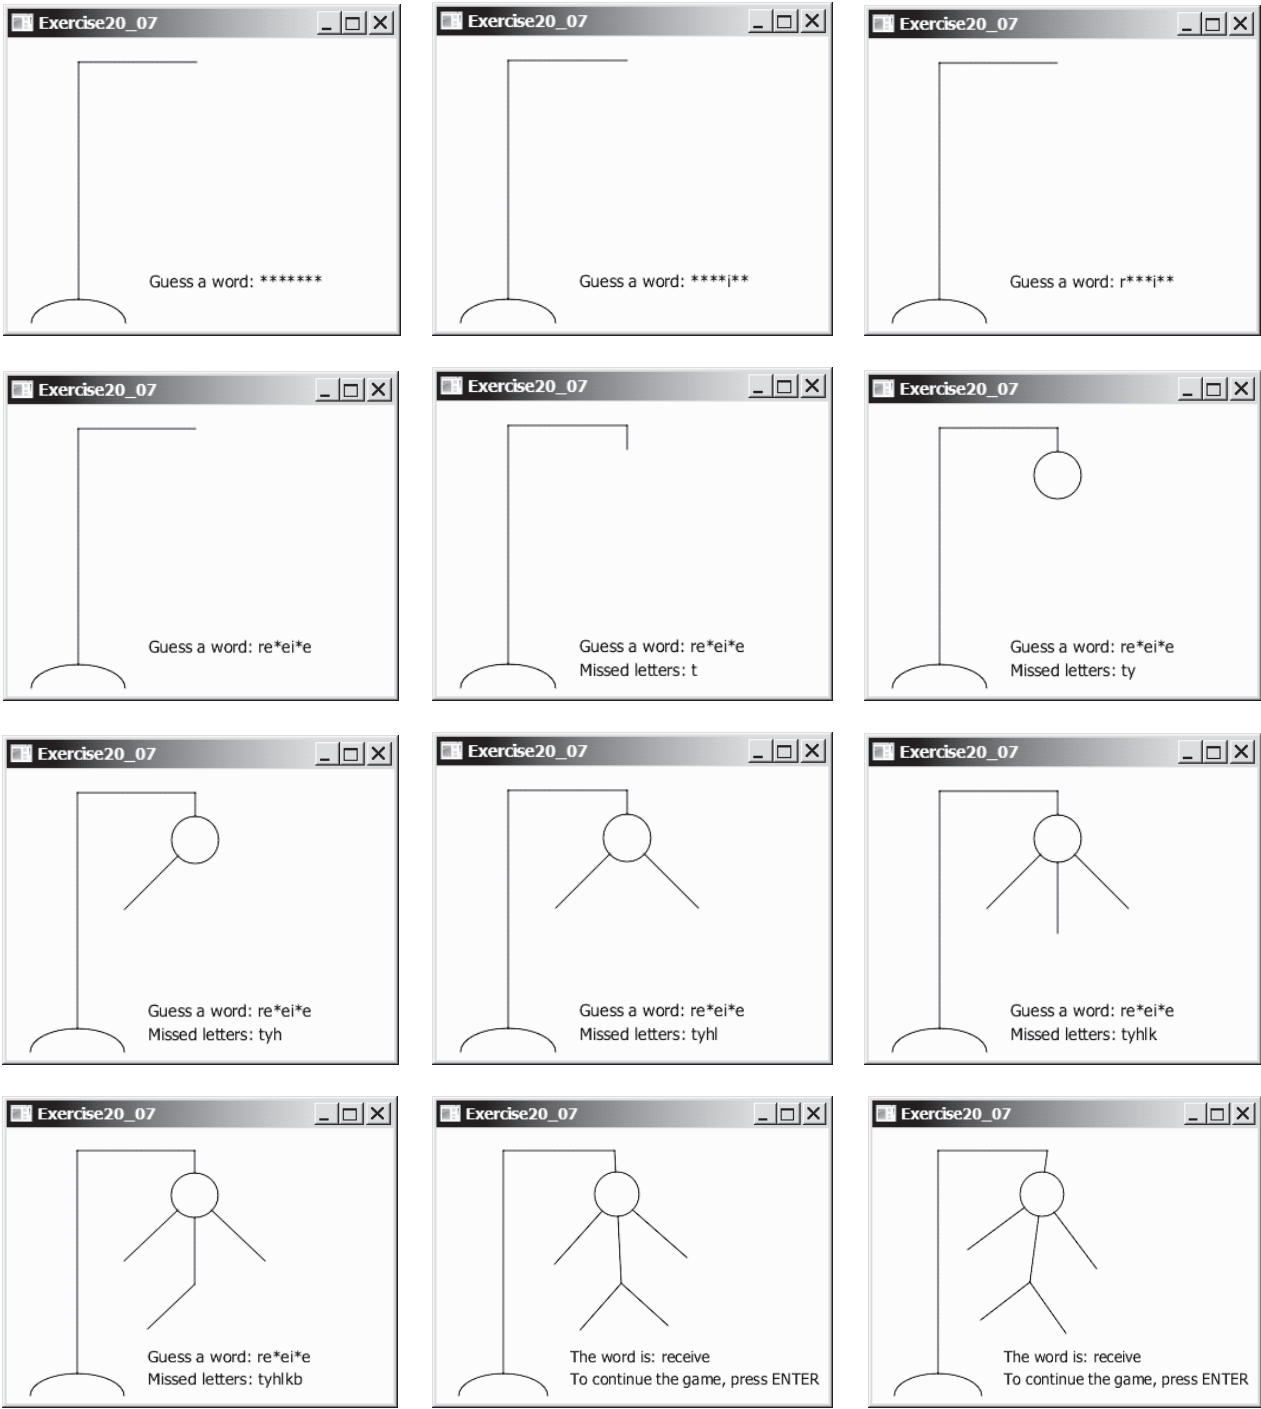 Exercise20_07
Guess a word: *******
Exercise20_07
Guess a word: ****i**
Exercise20_07
Guess a word: r***i**
Exercise20_07
Guess a word: re*ei*e
Exercise20_07
Guess a word: re*ei*e
Missed letters: t
Exercise20_07
Guess a word: re*ei*e
Missed letters: ty
Exercise20_07
Guess a word: re*ei*e
Missed letters: tyh
Exercise20_07
Guess a word: re*ei*e
Missed letters: tyhl
Exercise20_07
Guess a word: re*ei*e
Missed letters: tyhlk
Exercise20_07
Guess a word: re*ei*e
Missed letters: tyhlkb
Exercise20_07
The word is: receive
To continue the game, press ENTER
Exercise20_07
The word is: receive
To continue the game, press ENTER